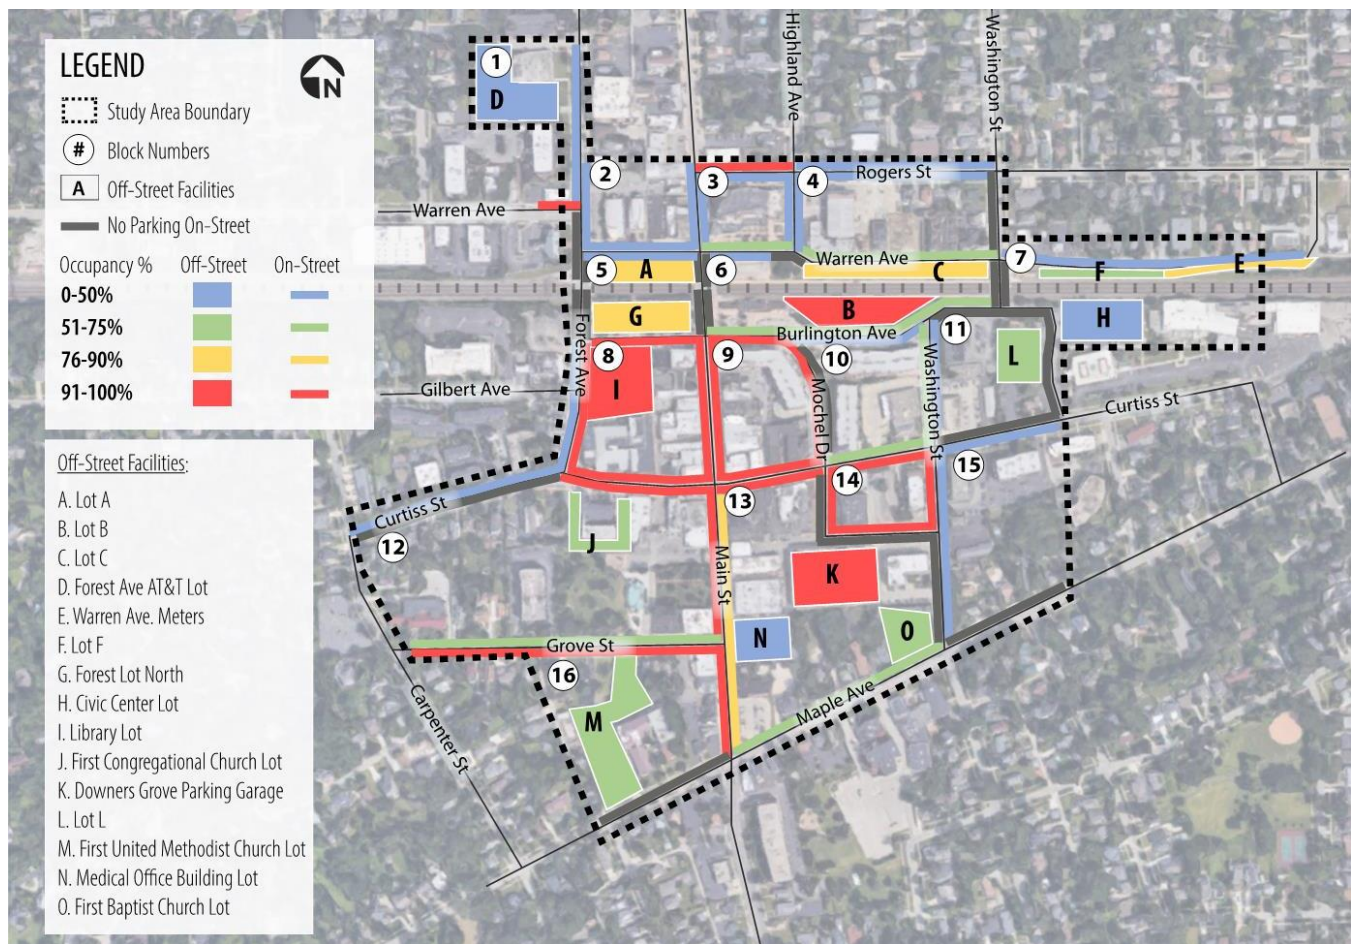 LEGEND
N
Study Area Boundary
# Block Numbers
A Off-Street Facilities
No Parking On-Street
Occupancy % Off-Street On-Street
0-50%
51-75%
76-90%
91-100%
Off-Street Facilities:
A. Lot A
B. Lot B
C. Lot C
D. Forest Ave AT&T Lot
E. Warren Ave. Meters
F. Lot F
G. Forest Lot North
H. Civic Center Lot
I. Library Lot
J. First Congregational Church Lot
K. Downers Grove Parking Garage
L. Lot L
M. First United Methodist Church Lot
N. Medical Office Building Lot
O. First Baptist Church Lot
Highland Ave
Washington St
1
D
2
3
4
Rogers St
Warren Ave
5
A
6
Warren Ave
C
7
F
E
G
B
H
Forest Ave
Burlington Ave
11
8
9
10
L
I
Gilbert Ave
Mochel Dr
Washington St
Curtiss St
15
14
13
Curtiss St
12
J
Main St
K
N
O
Grove St
16
Maple Ave
M
Carpenter St